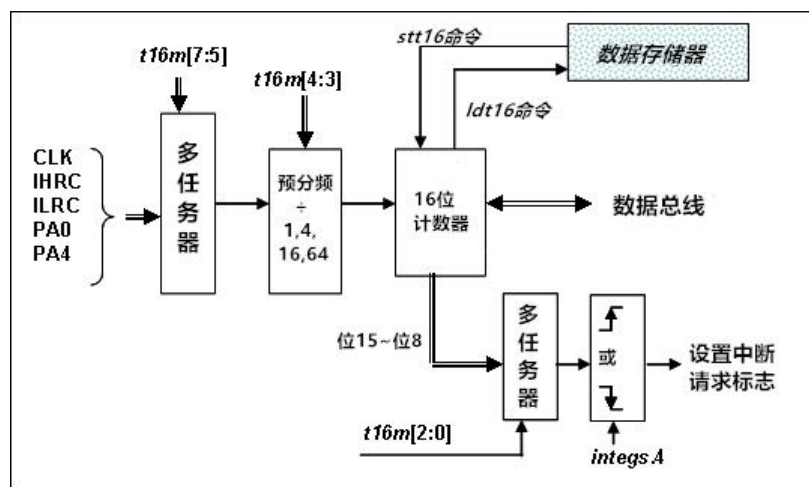 stt16命令
数据存储器
t16m[7:5]
t16m[4:3]
ldt16命令
CLK
IHRC
ILRC
PA0
PA4
多任务器
预分频
÷
1,4,
16,64
16位
计数器
数据总线
位15~位8
多任务器
或
设置中断
请求标志
t16m[2:0]
integs.4